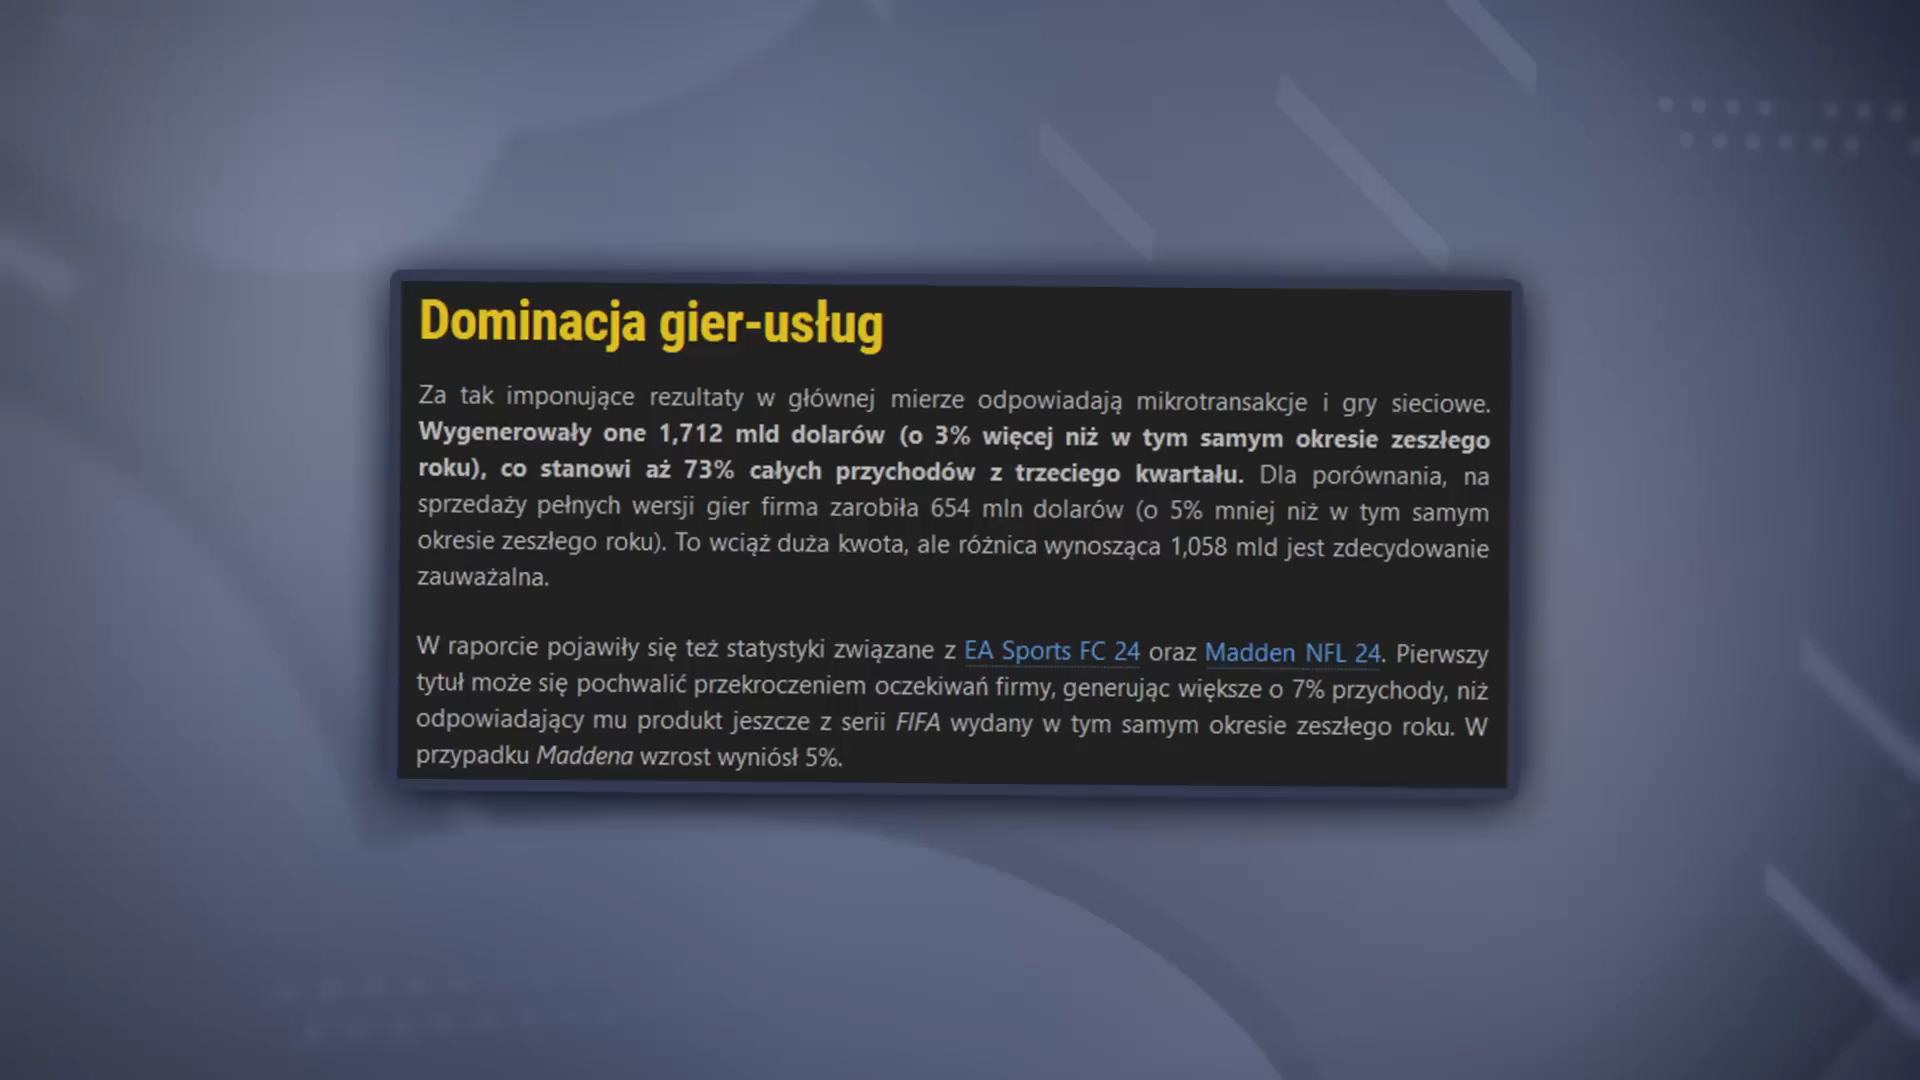 Dominacja gier-usług
Za tak imponujące rezultaty w głównej mierze odpowiadają mikrotransakcje i gry sieciowe.
Wygenerowały one 1,712 mld dolarów (o 3% więcej niż w tym samym okresie zeszłego
roku), co stanowi aż 73% całych przychodów z trzeciego kwartału. Dla porównania, na
sprzedaży pełnych wersji gier firma zarobiła 654 mln dolarów (o 5% mniej niż w tym samym
okresie zeszłego roku). To wciąż duża kwota, ale różnica wynosząca 1,058 mld jest zdecydowanie
zauważalna.
W raporcie pojawiły się też statystyki związane z EA Sports FC 24 oraz Madden NFL 24. Pierwszy
tytuł może się pochwalić przekroczeniem oczekiwań firmy, generując większe o 7% przychody, niż
odpowiadający mu produkt jeszcze z serii FIFA wydany w tym samym okresie zeszłego roku. W
przypadku Maddena wzrost wyniósł 5%.